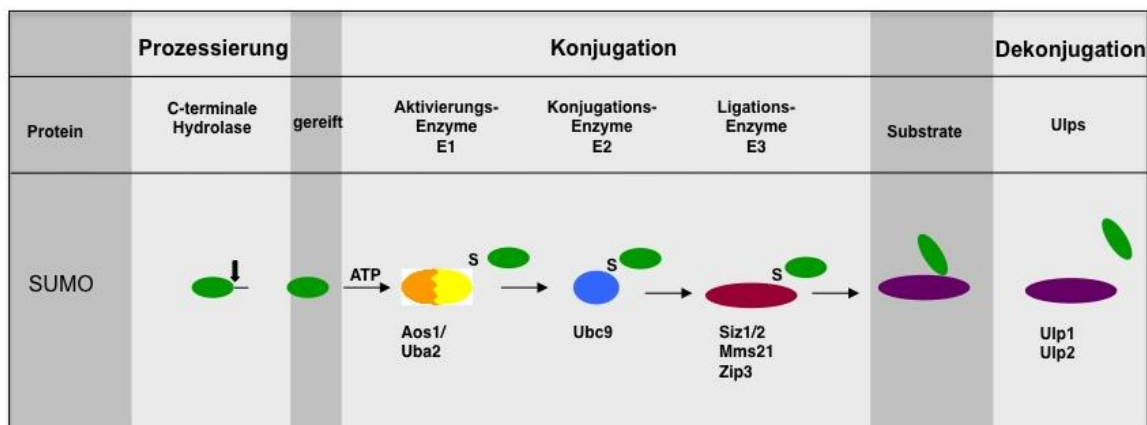 Prozessierung
Konjugation
Dekonjugation
Protein
C-terminale
Hydrolase
gereift
Aktivierungs-
Enzyme
E1
Konjugations-
Enzyme
E2
Ligations-
Enzyme
E3
Substrate
Ulps
SUMO
ATP
S
Aos1/
Uba2
S
Ubc9
S
Siz1/2
Mms21
Zip3
Ulp1
Ulp2